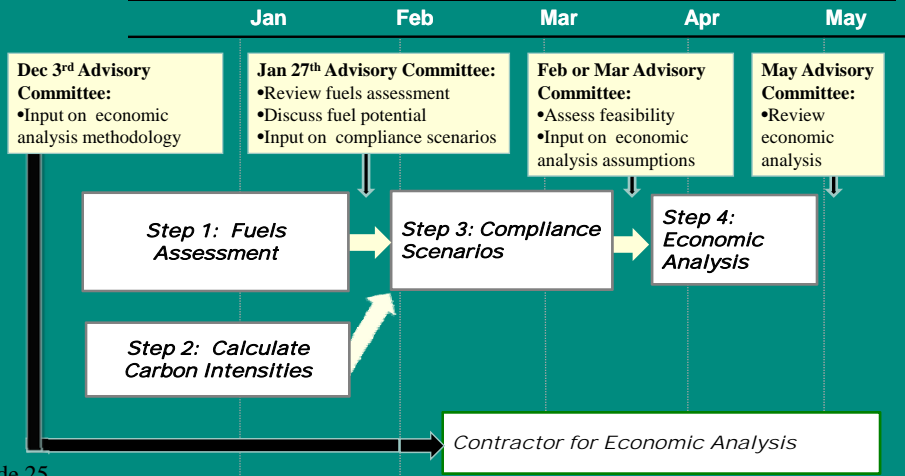 Jan Feb Mar Apr May
Dec 3rd Advisory
Committee:
•Input on economic
analysis methodology
Jan 27th Advisory Committee:
•Review fuels assessment
•Discuss fuel potential
•Input on compliance scenarios
Feb or Mar Advisory
Committee:
•Assess feasibility
•Input on economic
analysis assumptions
May Advisory
Committee:
•Review
economic
analysis
Step 1: Fuels
Assessment
Step 3: Compliance
Scenarios
Step 4:
Economic
Analysis
Step 2: Calculate
Carbon Intensities
Contractor for Economic Analysis
de 25